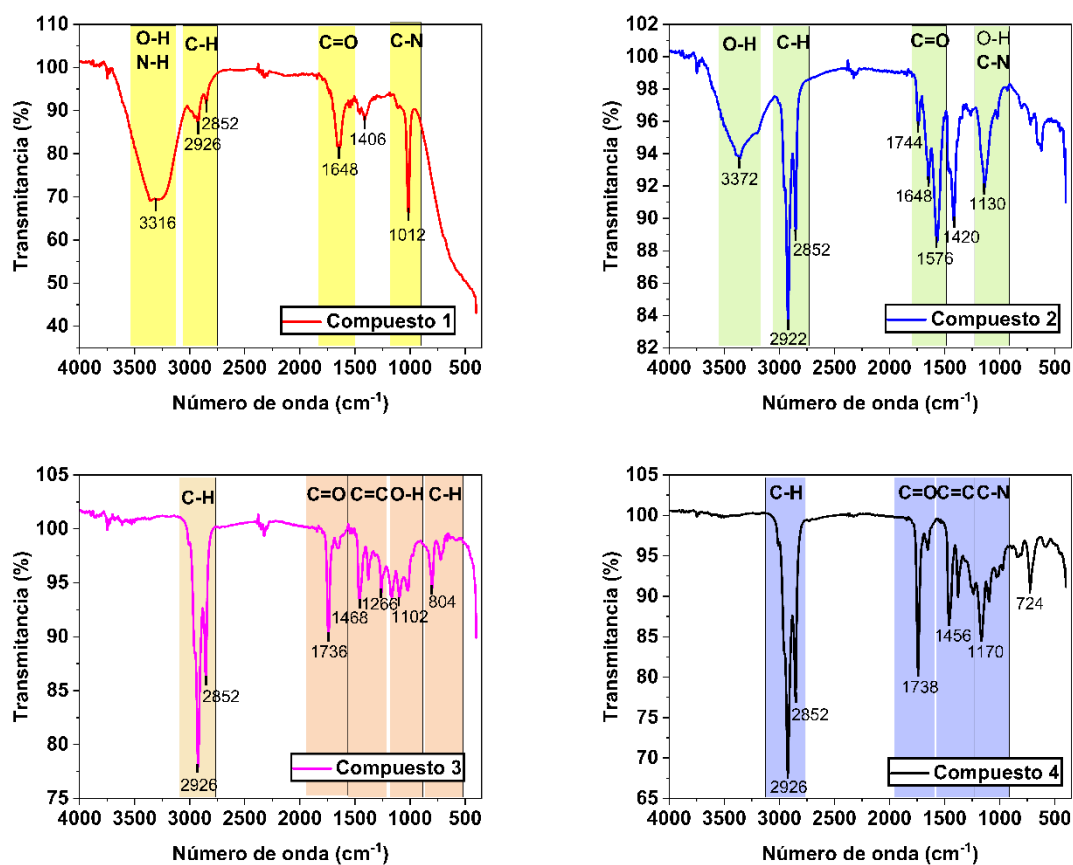 110
100
90
80
70
60
50
40
Transmitancia (%)
O-H
N-H
C-H
C=O
C-N
2852
2926
3316
1648
1406
1012
Compuesto 1
4000 3500 3000 2500 2000 1500 1000 500
Número de onda (cm⁻¹)
102
100
98
96
94
92
90
88
86
84
82
Transmitancia (%)
O-H
C-H
C=O
O-H
C-N
3372
2852
2922
1744
1648
1576
1420
1130
Compuesto 2
4000 3500 3000 2500 2000 1500 1000 500
Número de onda (cm⁻¹)
105
100
95
90
85
80
75
Transmitancia (%)
C-H
C=O
C=C
O-H
C-H
2852
2926
1736
1468
1266
1102
804
Compuesto 3
4000 3500 3000 2500 2000 1500 1000 500
Número de onda (cm⁻¹)
105
100
95
90
85
80
75
70
65
Transmitancia (%)
C-H
C=O
C=C
C-N
2852
2926
1738
1456
1170
724
Compuesto 4
4000 3500 3000 2500 2000 1500 1000 500
Número de onda (cm⁻¹)